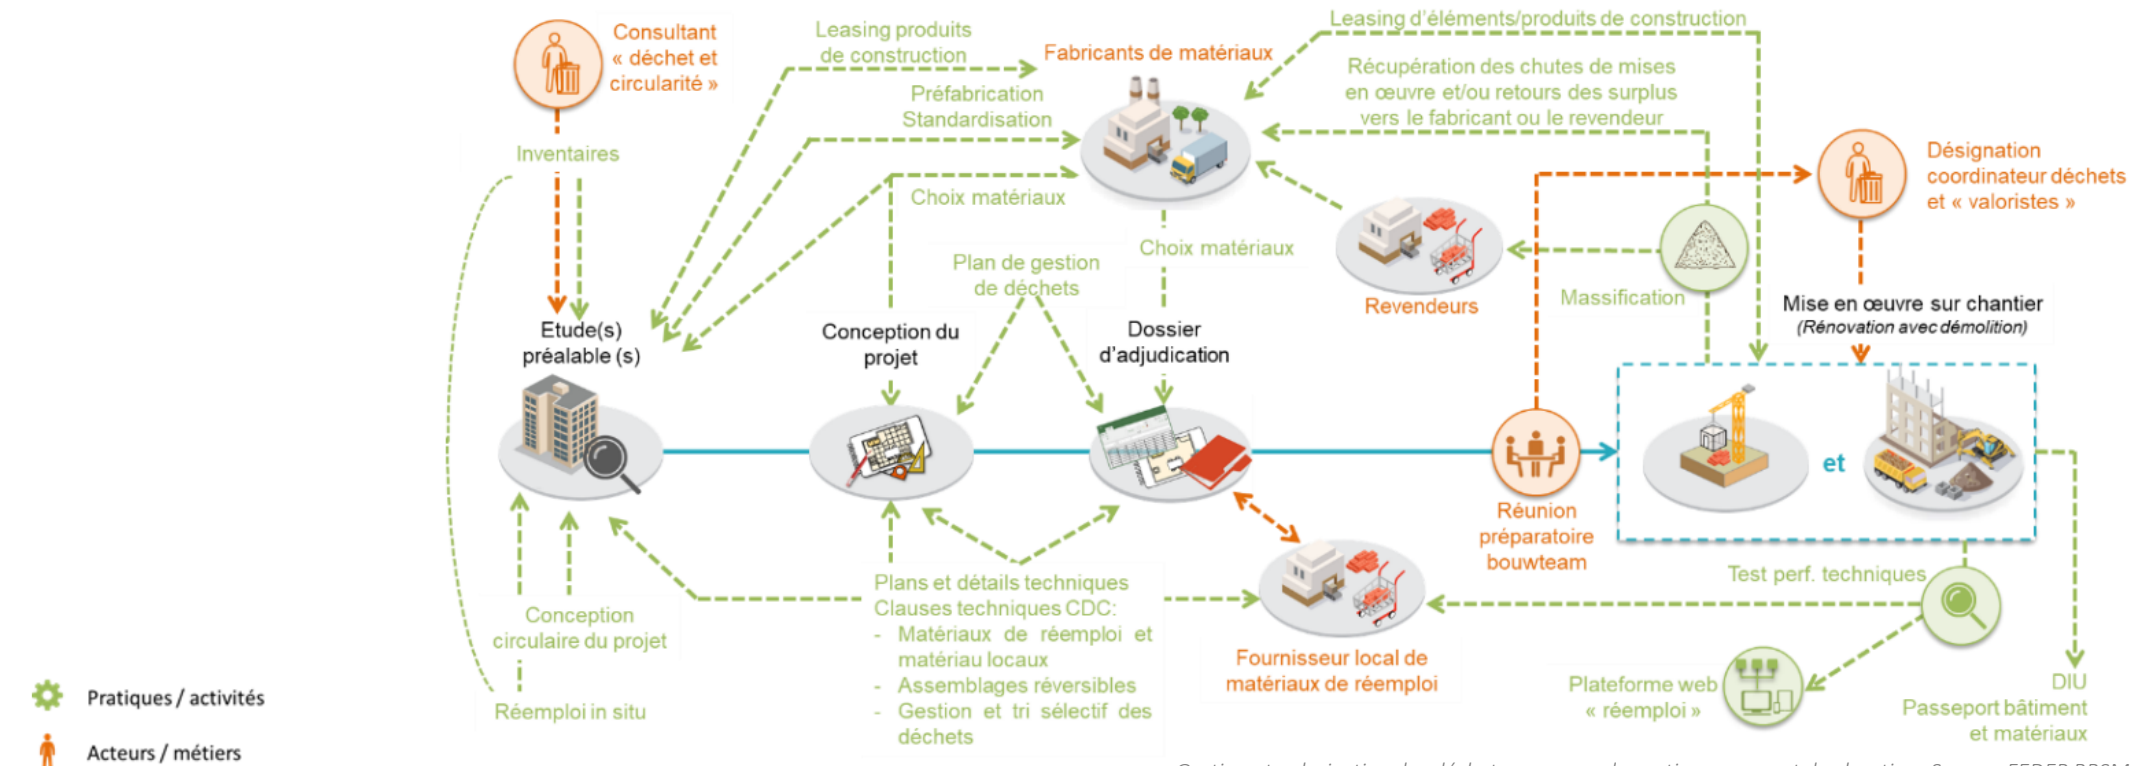 Consultant
« déchet et
circularité »
Inventaires
Leasing produits
de construction
Préfabrication
Standardisation
Choix matériaux
Fabricants de matériaux
Leasing d'éléments/produits de construction
Récupération des chutes de mises
en œuvre et/ou retours des surplus
vers le fabricant ou le revendeur
Désignation
coordinateur déchets
et « valoristes »
Choix matériaux
Plan de gestion
de déchets
Revendeurs
Massification
Mise en œuvre sur chantier
(Rénovation avec démolition)
Etude(s)
préalable (s)
Conception du
projet
Dossier
d'adjudication
et
Réunion
préparatoire
bouwteam
Conception
circulaire du projet
Réemploi in situ
Plans et détails techniques
Clauses techniques CDC:
- Matériaux de réemploi et
matériau locaux
- Assemblages réversibles
- Gestion et tri sélectif des
déchets
Fournisseur local de
matériaux de réemploi
Test perf. techniques
Plateforme web
« réemploi »
DIU
Passeport bâtiment
et matériaux
Pratiques / activités
Acteurs / métiers